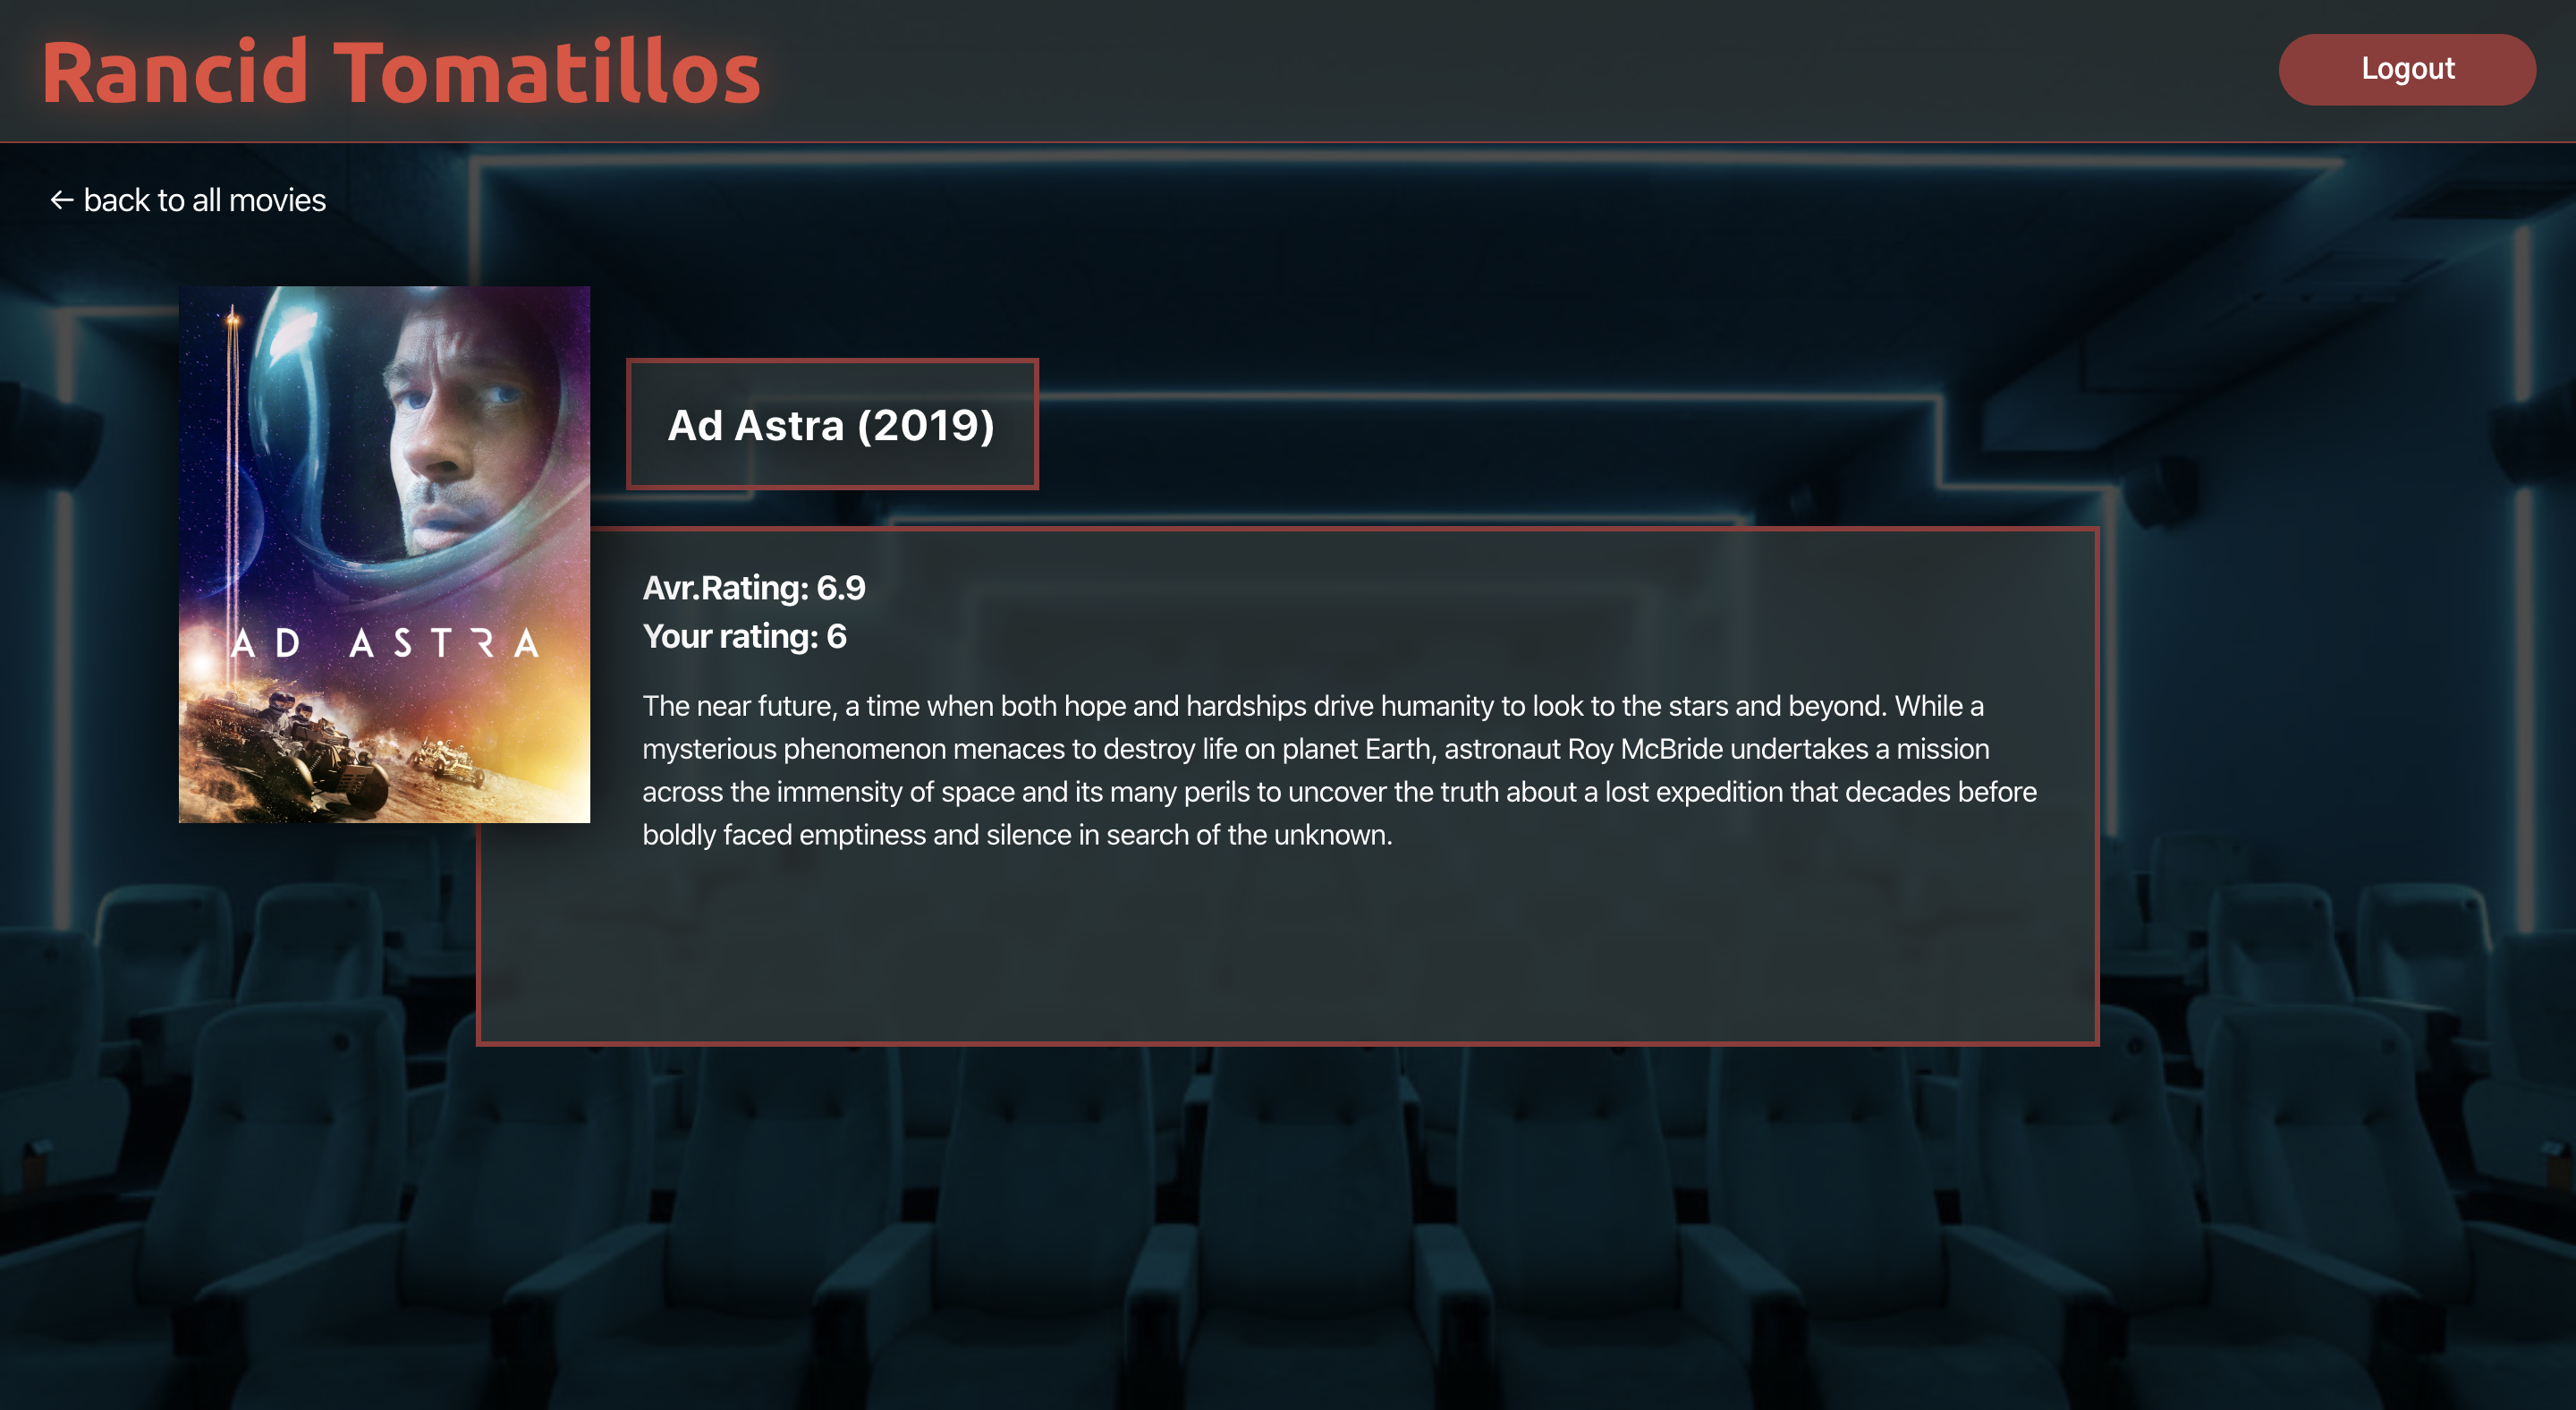 Rancid Tomatillos
Logout
← back to all movies
Ad Astra (2019)
AD ASTRA
Avr.Rating: 6.9
Your rating: 6
The near future, a time when both hope and hardships drive humanity to look to the stars and beyond. While a
mysterious phenomenon menaces to destroy life on planet Earth, astronaut Roy McBride undertakes a mission
across the immensity of space and its many perils to uncover the truth about a lost expedition that decades before
boldly faced emptiness and silence in search of the unknown.